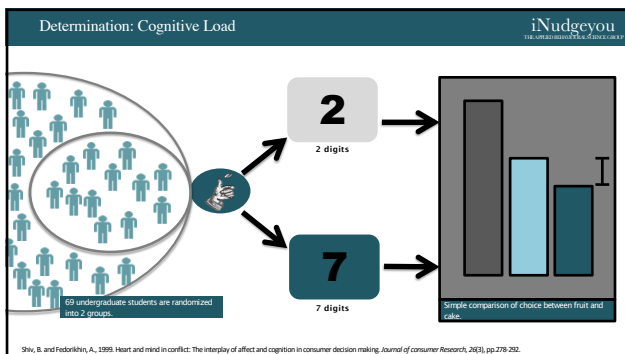 Determination: Cognitive Load
iNudgeyou
THE APPLIED BEHAVIOURAL SCIENCE GROUP
2
2 digits
7
7 digits
69 undergraduate students are randomized
into 2 groups.
Simple comparison of choice between fruit and
cake.
Shiv, B. and Fedorikhin, A., 1999. Heart and mind in conflict: The interplay of affect and cognition in consumer decision making. Journal of consumer Research, 26(3), pp.278-292.